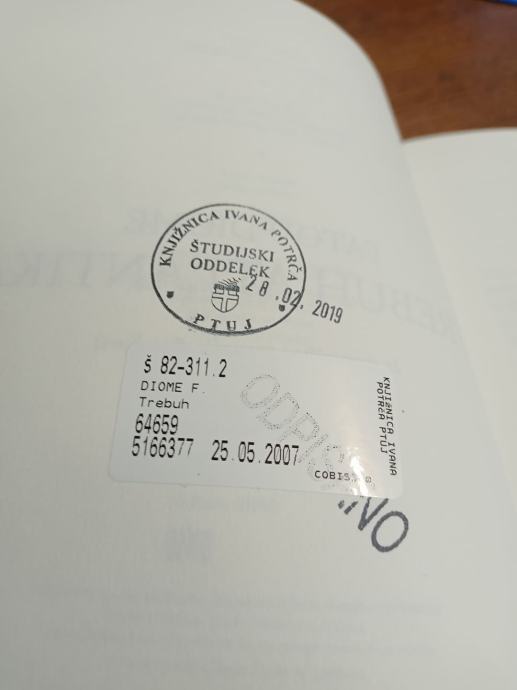 KNJIŽNICA IVANA POTRČA
ŠTUDIJSKI
ODDELEK
28.02.2019
PTUJ
Š 82-311.2
DIOME F.
Trebuh
64659
5166377 25.05.2007
KNJIŽNICA IVANA
POTRČA PTUJ
ODPISANO